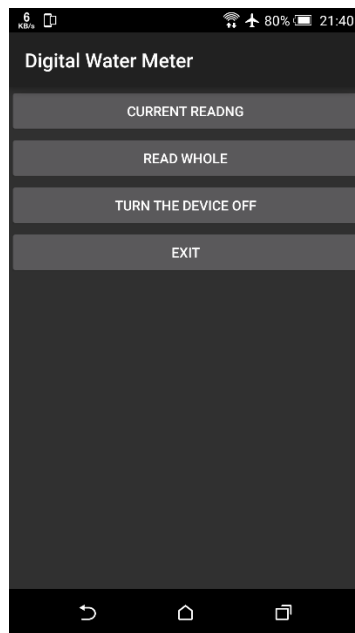 6 KB/s 80% 21:40
Digital Water Meter
CURRENT READNG
READ WHOLE
TURN THE DEVICE OFF
EXIT